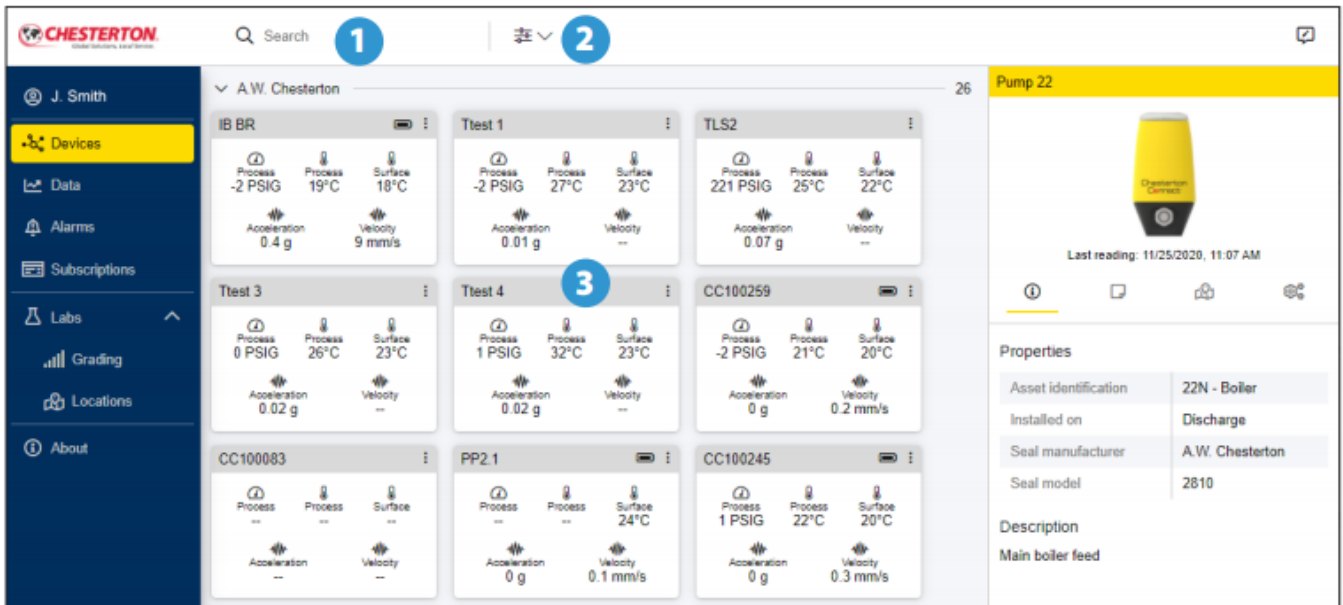 CHESTERTON.
Global Solutions, Local Service.
Search
1
2
J. Smith
Devices
Data
Alarms
Subscriptions
Labs
Grading
Locations
About
A.W. Chesterton 26
IB BR Ttest 1 TLS2
Process Process Surface Process Process Surface Process Process Surface
-2 PSIG 19°C 18°C -2 PSIG 27°C 23°C 221 PSIG 25°C 22°C
Acceleration Velocity Acceleration Velocity Acceleration Velocity
0.4 g 9 mm/s 0.01 g -- 0.07 g --
3
Ttest 3 Ttest 4 CC100259
Process Process Surface Process Process Surface Process Process Surface
0 PSIG 26°C 23°C 1 PSIG 32°C 23°C -2 PSIG 21°C 20°C
Acceleration Velocity Acceleration Velocity Acceleration Velocity
0.02 g -- 0.02 g -- 0 g 0.2 mm/s
CC100083 PP2.1 CC100245
Process Process Surface Process Process Surface Process Process Surface
-- -- -- -- -- 24°C 1 PSIG 22°C 20°C
Acceleration Velocity Acceleration Velocity Acceleration Velocity
-- -- 0 g 0.1 mm/s 0 g 0.3 mm/s
Pump 22
Chesterton
Connect
Last reading: 11/25/2020, 11:07 AM
Properties
Asset identification 22N - Boiler
Installed on Discharge
Seal manufacturer A.W. Chesterton
Seal model 2810
Description
Main boiler feed